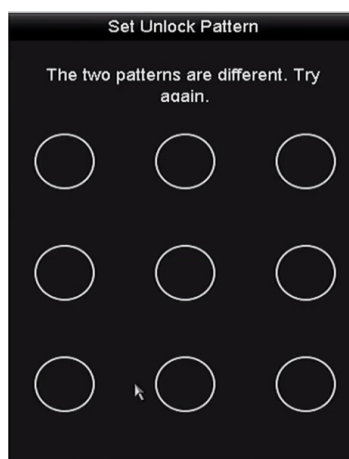 Set Unlock Pattern
The two patterns are different. Try
again.